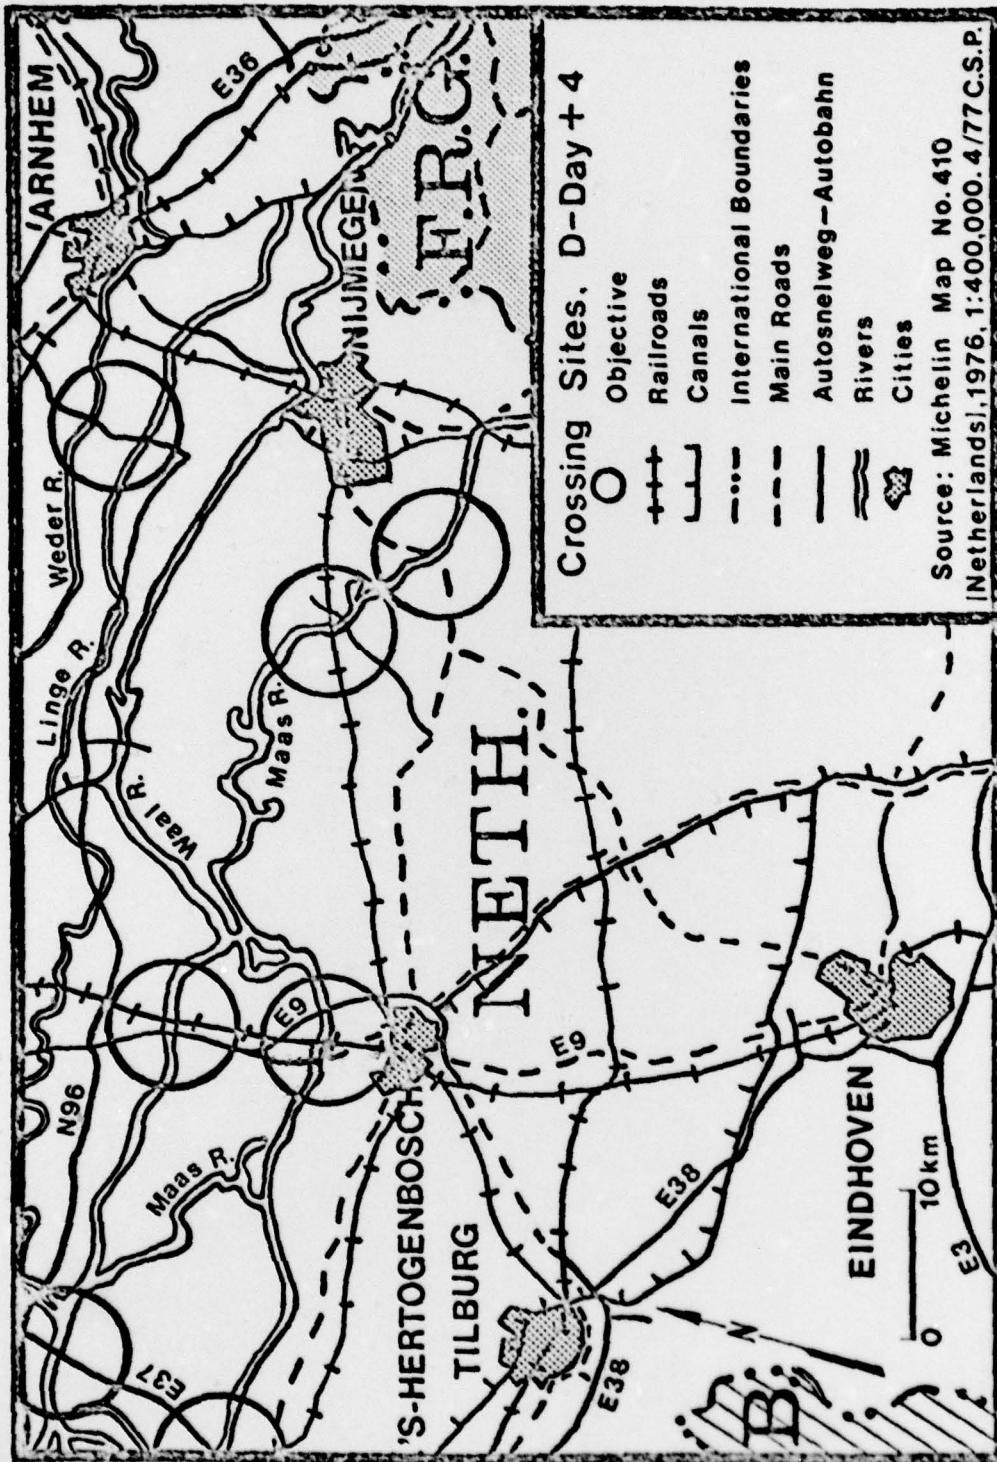 ARNHEM
E36
Weder R.
Linge R.
NIJMEGEN
F.R.G.
Waal R.
Maas R.
NETH.
E9
N96
Maas R.
'S-HERTOGENBOSCH
E9
E37
TILBURG
E38
E38
EINDHOVEN
E3
N
B
0 10km
Crossing Sites, D-Day+4
Objective
Railroads
Canals
International Boundaries
Main Roads
Autosnelweg-Autobahn
Rivers
Cities
Source: Michelin Map No. 410
[Netherlands], 1976, 1:400,000. 4/77 C.S.P.